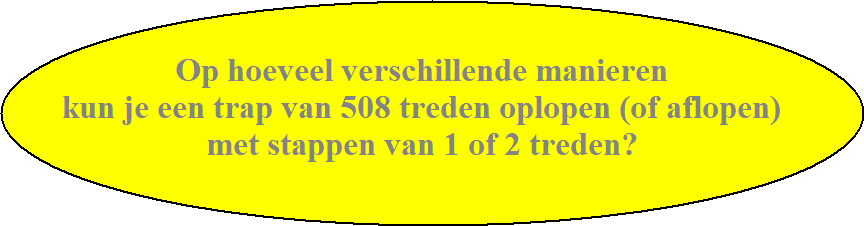 Op hoeveel verschillende manieren
kun je een trap van 508 treden oplopen (of aflopen)
met stappen van 1 of 2 treden?